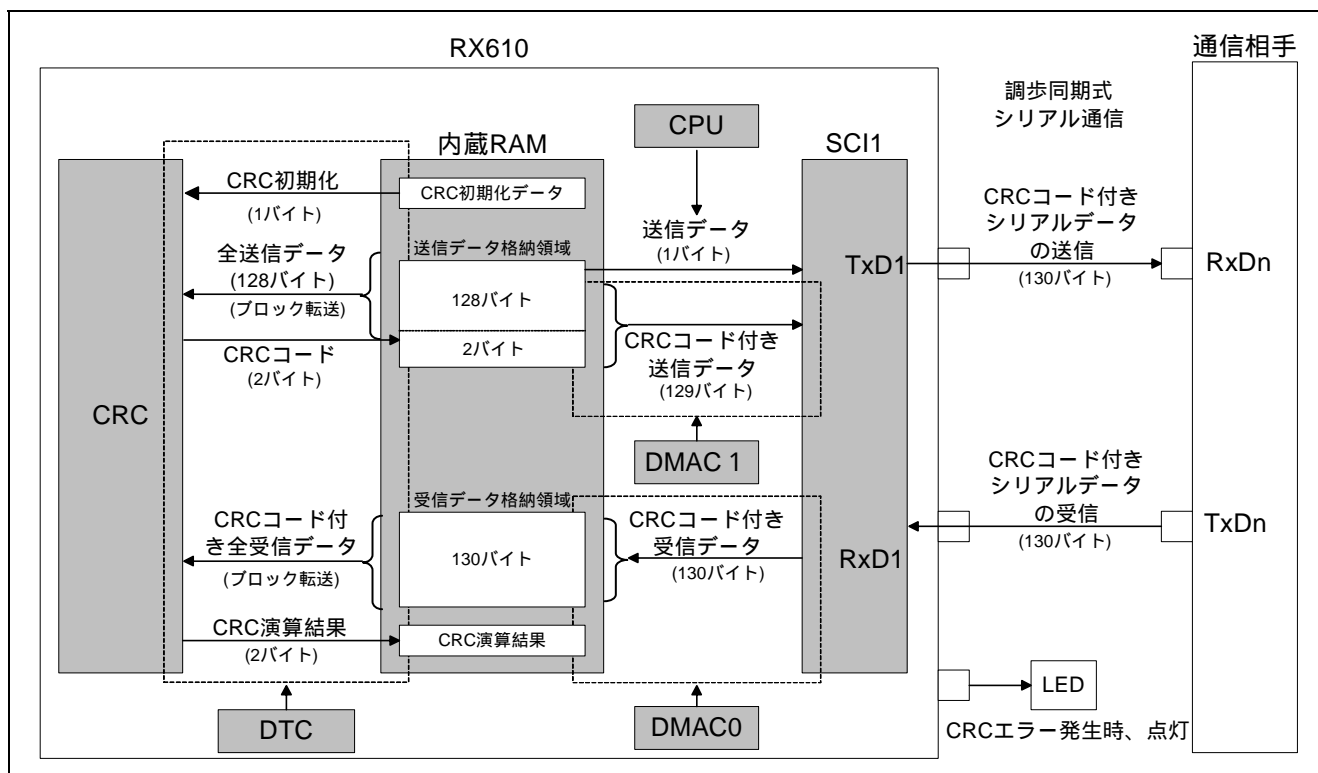 RX610
通信相手
調歩同期式
シリアル通信
CPU
内蔵RAM
SCI1
CRC初期化
(1バイト)
CRC初期化データ
送信データ格納領域
全送信データ
(128バイト)
(ブロック転送)
128バイト
2バイト
CRCコード
(2バイト)
送信データ
(1バイト)
TxD1
CRCコード付き
シリアルデータ
の送信
(130バイト)
RxDn
CRCコード付き
送信データ
(129バイト)
CRC
DMAC 1
受信データ格納領域
CRCコード付
き全受信データ
(ブロック転送)
130バイト
CRCコード付き
受信データ
(130バイト)
RxD1
CRCコード付き
シリアルデータ
の受信
(130バイト)
TxDn
CRC演算結果
(2バイト)
CRC演算結果
DTC
DMAC0
LED
CRCエラー発生時、点灯